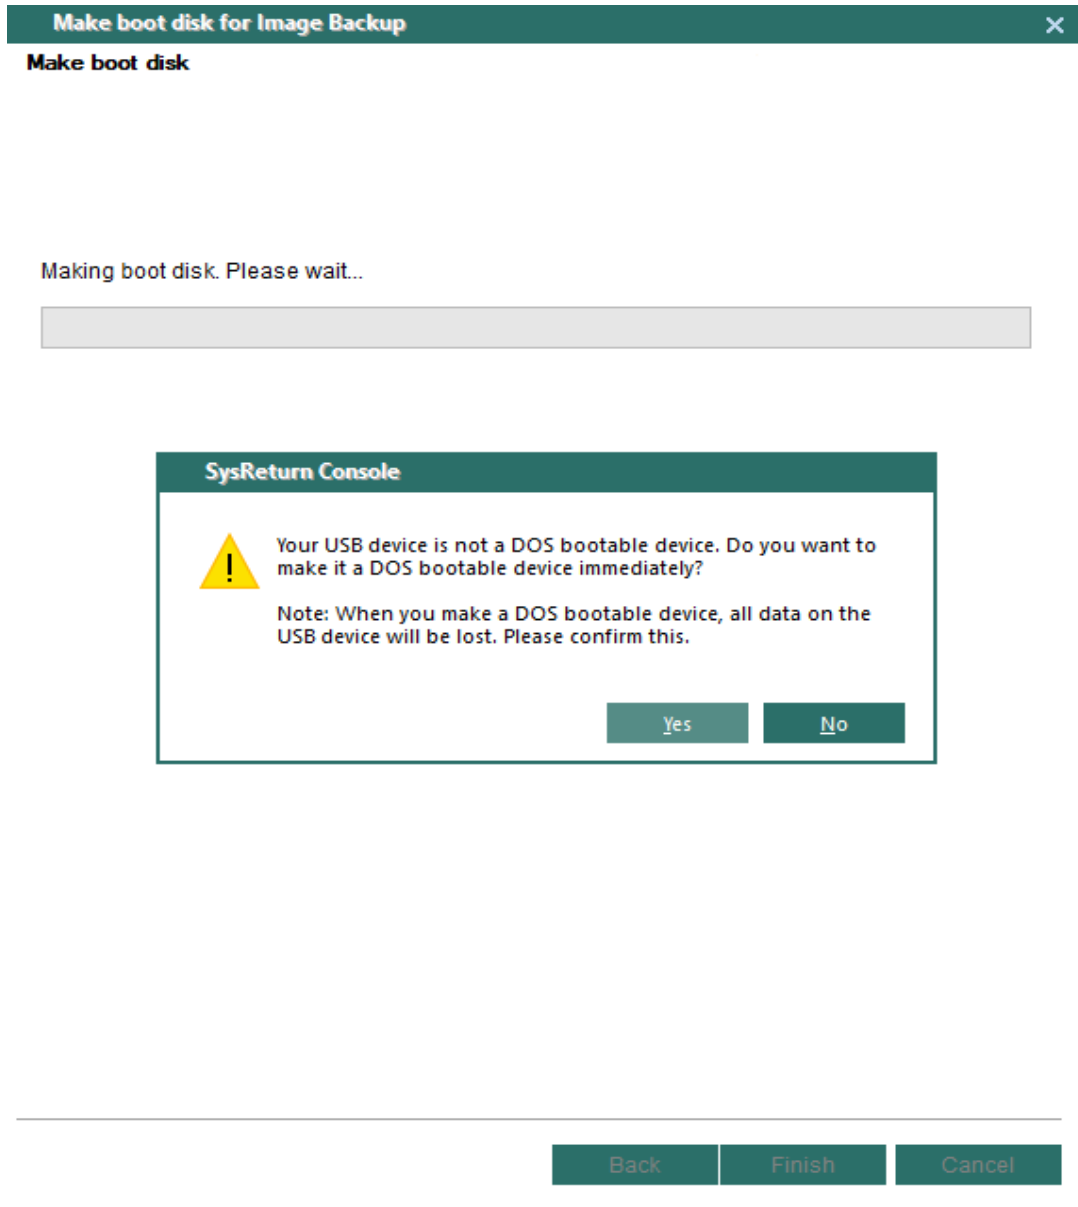 Make boot disk for Image Backup
Make boot disk
Making boot disk. Please wait...
SysReturn Console
Your USB device is not a DOS bootable device. Do you want to
make it a DOS bootable device immediately?
Note: When you make a DOS bootable device, all data on the
USB device will be lost. Please confirm this.
Yes No
Back Finish Cancel